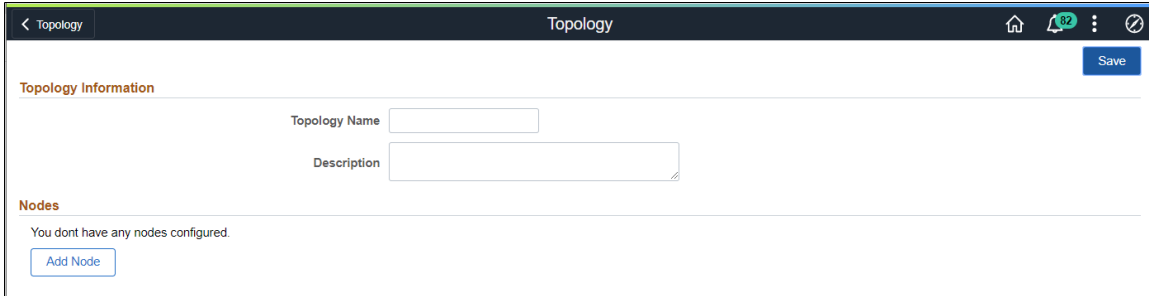 Topology
Topology
82
Save
Topology Information
Topology Name
Description
Nodes
You dont have any nodes configured.
Add Node